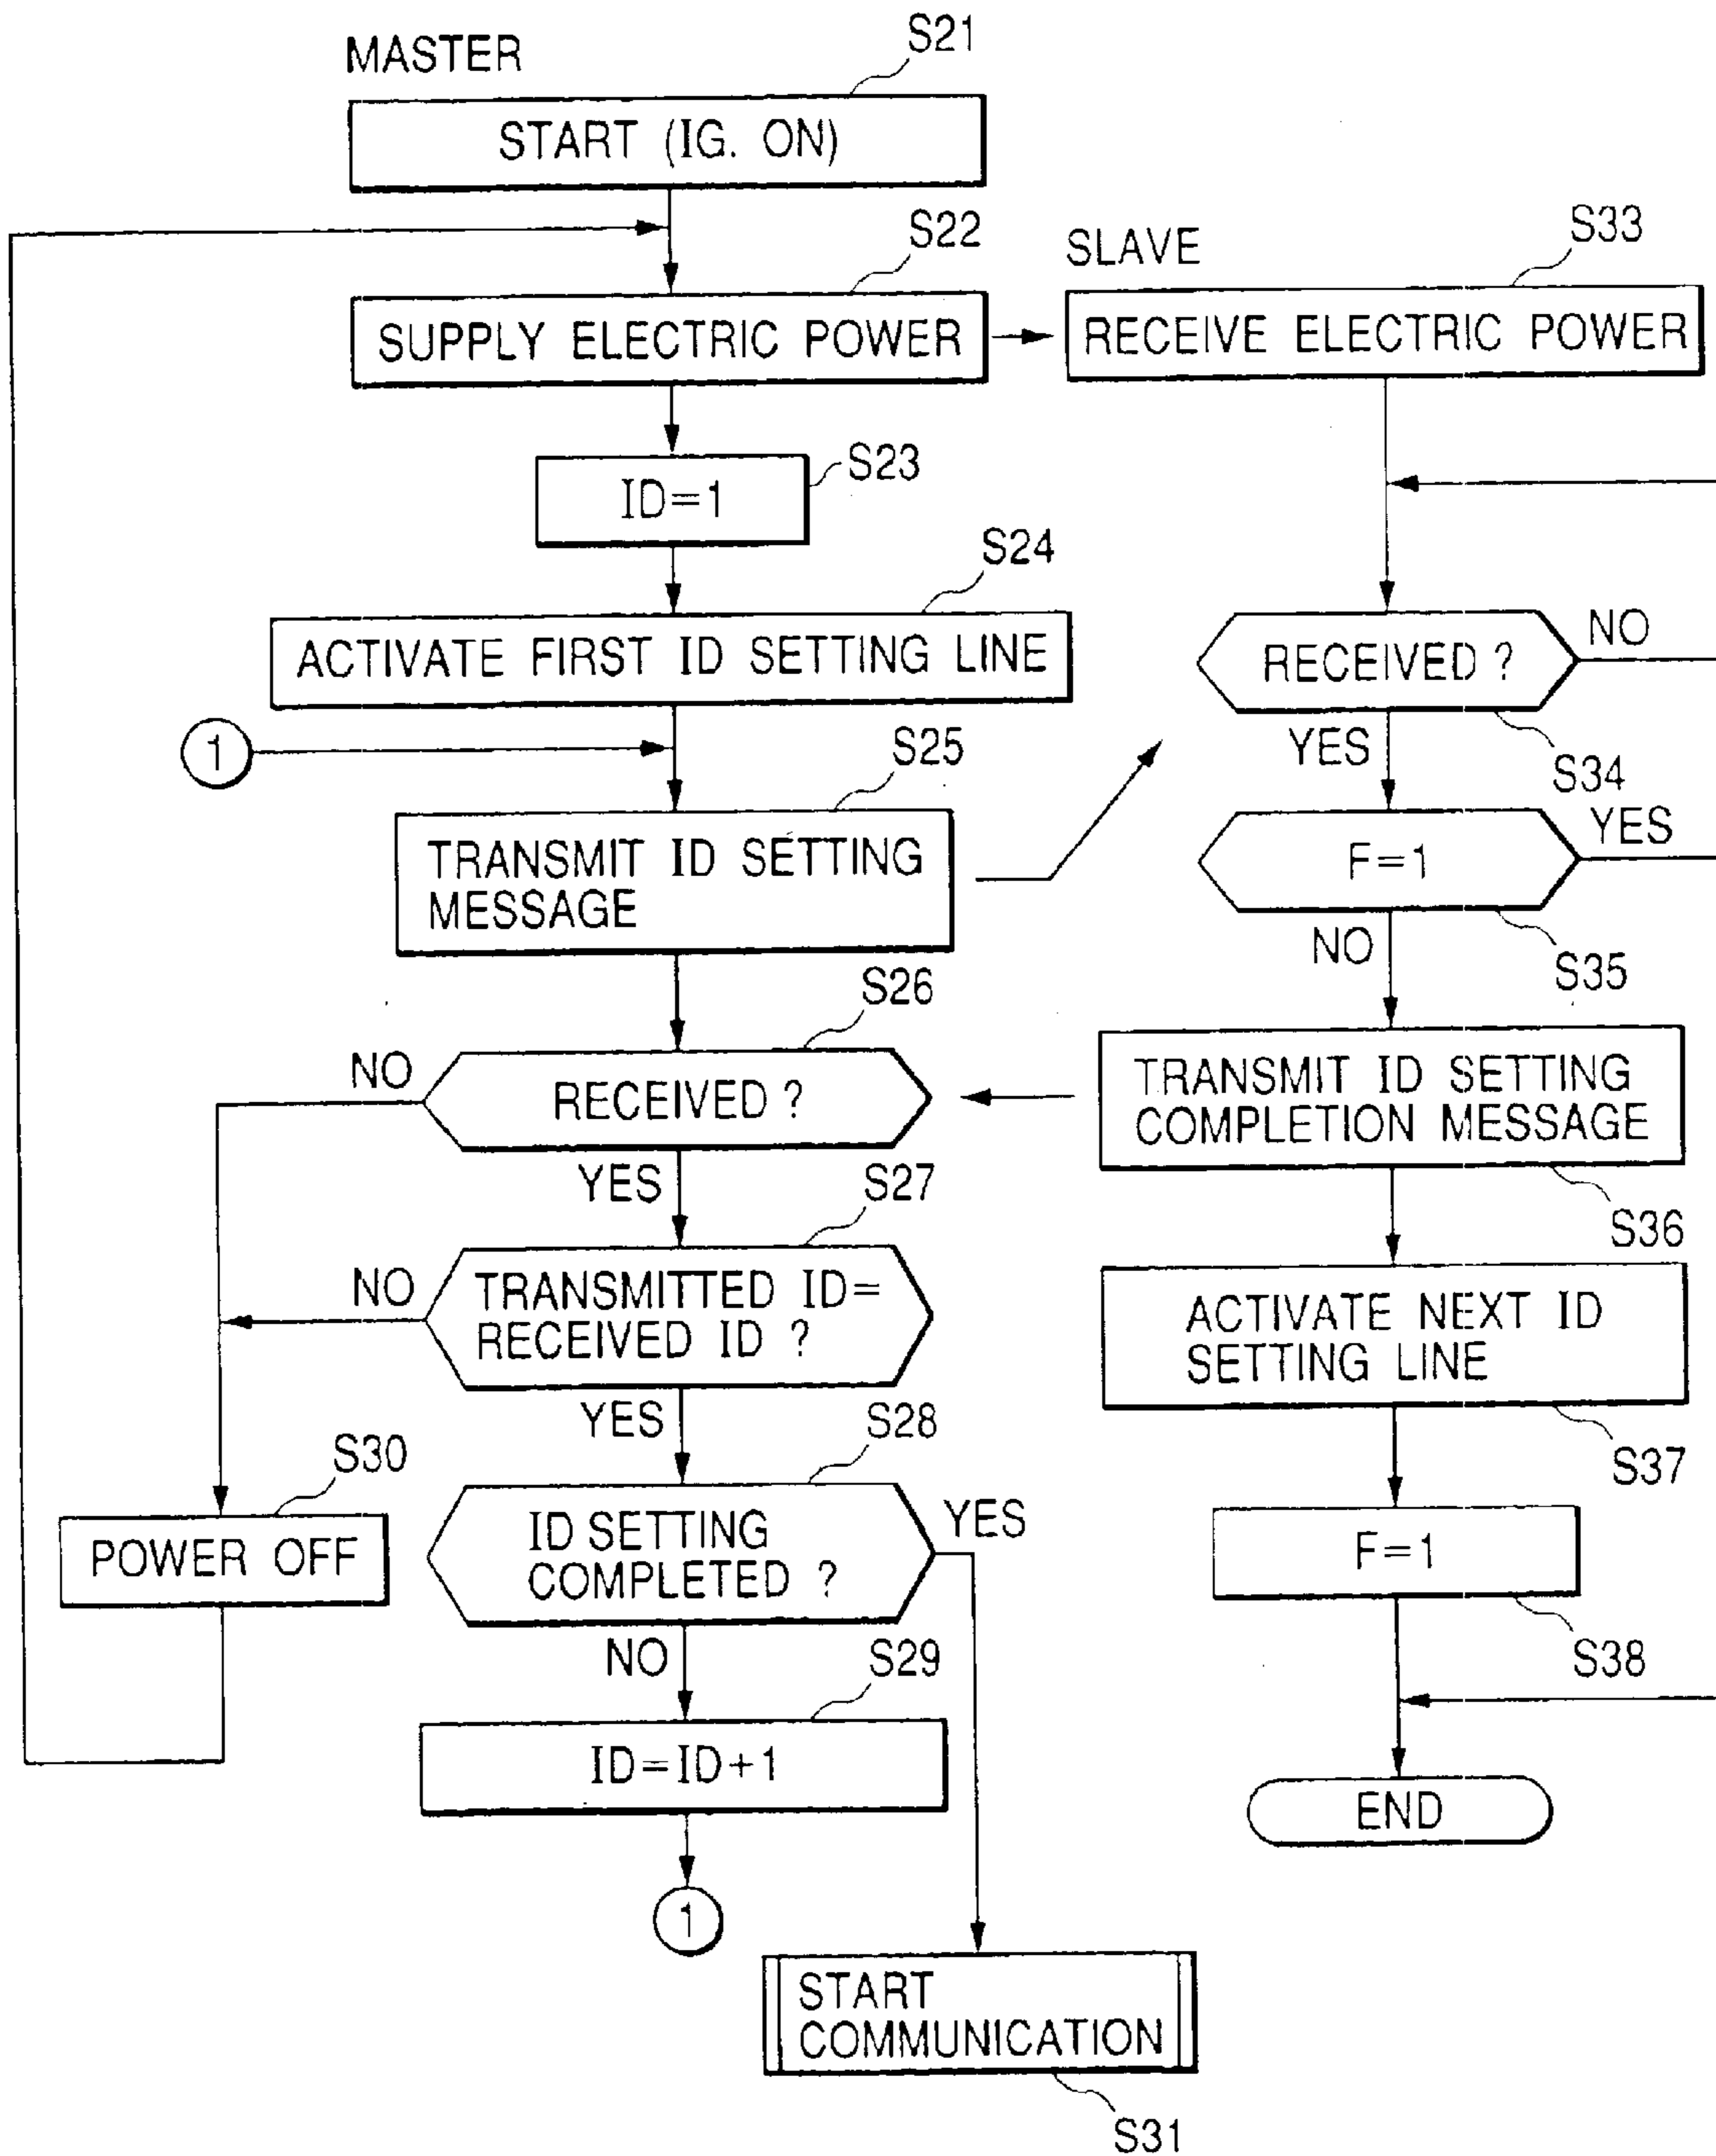 MASTER
S21
START (IG. ON)
S22
SUPPLY ELECTRIC POWER
S23
ID=1
S24
ACTIVATE FIRST ID SETTING LINE
1
S25
TRANSMIT ID SETTING
MESSAGE
S26
NO
RECEIVED ?
YES
S27
NO
TRANSMITTED ID=
RECEIVED ID ?
YES
S28
S30
POWER OFF
ID SETTING
COMPLETED ?
YES
NO
S29
ID=ID+1
1
START
COMMUNICATION
S31
SLAVE
S33
RECEIVE ELECTRIC POWER
RECEIVED ?
NO
YES
S34
F=1
YES
NO
S35
TRANSMIT ID SETTING
COMPLETION MESSAGE
S36
ACTIVATE NEXT ID
SETTING LINE
S37
F=1
S38
END